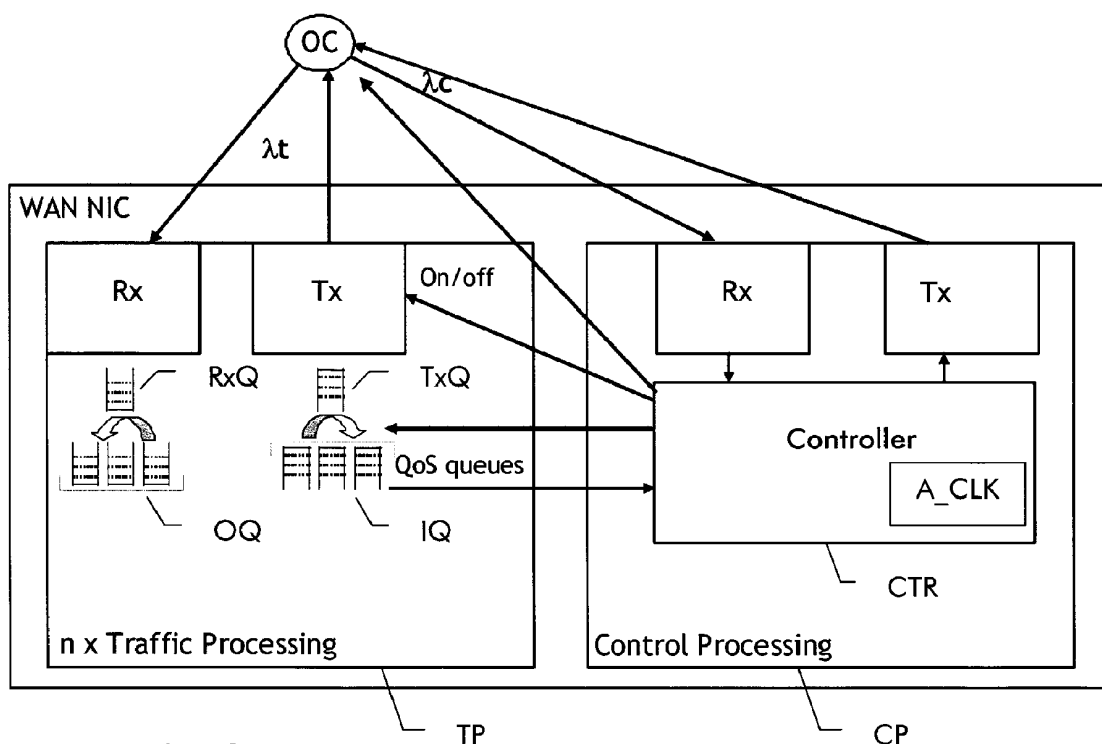 OC
λc
λt
WAN NIC
Rx
Tx
On/off
Rx
Tx
RxQ
TxQ
Controller
QoS queues
A_CLK
OQ
IQ
CTR
n x Traffic Processing
Control Processing
TP
CP